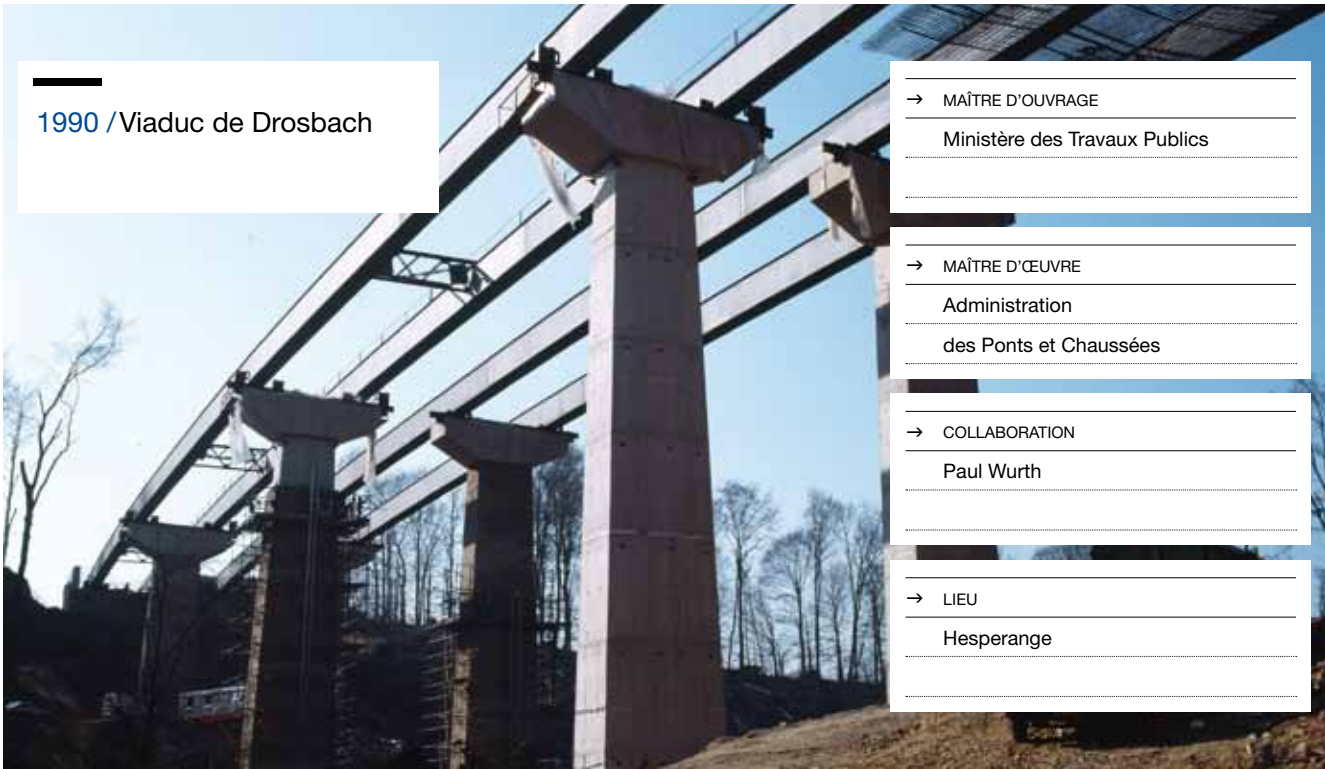 1990 / Viaduc de Drosbach
→ MAÎTRE D'OUVRAGE
Ministère des Travaux Publics
→ MAÎTRE D'ŒUVRE
Administration
des Ponts et Chaussées
→ COLLABORATION
Paul Wurth
→ LIEU
Hesperange